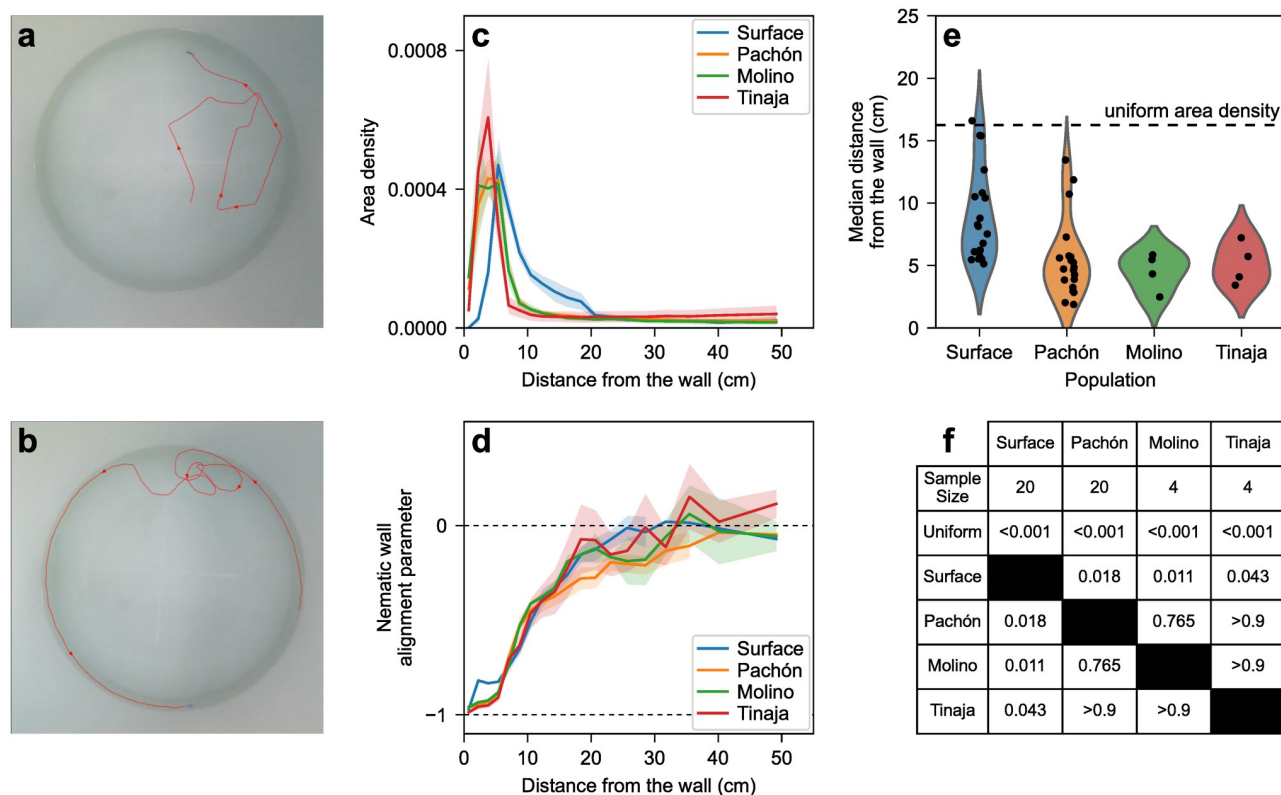 a
b
c
0.0008
0.0004
0.0000
Area density
0 10 20 30 40 50
Distance from the wall (cm)
Surface
Pachón
Molino
Tinaja
d
0
−1
Nematic wall
alignment parameter
0 10 20 30 40 50
Distance from the wall (cm)
Surface
Pachón
Molino
Tinaja
e
25
20
15
10
5
0
Median distance
from the wall (cm)
uniform area density
Surface Pachón Molino Tinaja
Population
f
Surface Pachón Molino Tinaja
Sample
Size
20 20 4 4
Uniform <0.001 <0.001 <0.001 <0.001
Surface 0.018 0.011 0.043
Pachón 0.018 0.765 >0.9
Molino 0.011 0.765 >0.9
Tinaja 0.043 >0.9 >0.9